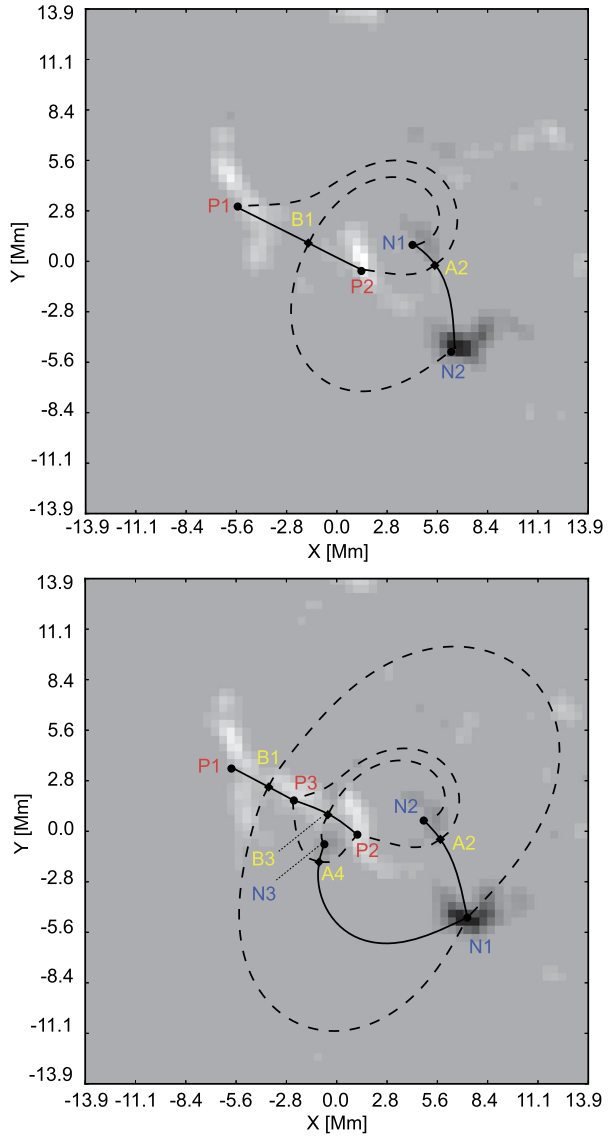 13.9
11.1
8.4
5.6
2.8
0.0
-2.8
-5.6
-8.4
-11.1
-13.9
Y [Mm]
P1
B1
N1
A2
P2
N2
-13.9 -11.1 -8.4 -5.6 -2.8 0.0 2.8 5.6 8.4 11.1 13.9
X [Mm]
13.9
11.1
8.4
5.6
2.8
0.0
-2.8
-5.6
-8.4
-11.1
-13.9
Y [Mm]
P1
B1
P3
N2
A2
B3
P2
A4
N3
N1
-13.9 -11.1 -8.4 -5.6 -2.8 0.0 2.8 5.6 8.4 11.1 13.9
X [Mm]